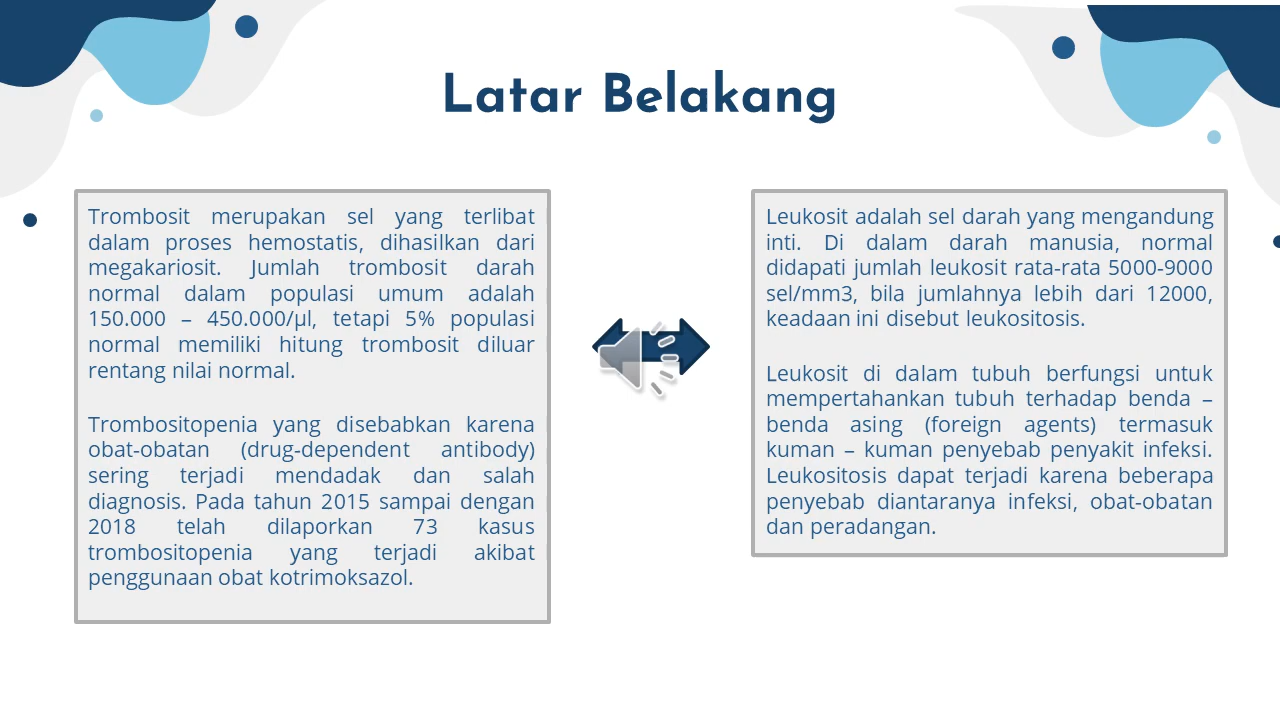 Latar Belakang
Trombosit merupakan sel yang terlibat
dalam proses hemostatis, dihasilkan dari
megakariosit. Jumlah trombosit darah
normal dalam populasi umum adalah
150.000 – 450.000/µl, tetapi 5% populasi
normal memiliki hitung trombosit diluar
rentang nilai normal.
Trombositopenia yang disebabkan karena
obat-obatan (drug-dependent antibody)
sering terjadi mendadak dan salah
diagnosis. Pada tahun 2015 sampai dengan
2018 telah dilaporkan 73 kasus
trombositopenia yang terjadi akibat
penggunaan obat kotrimoksazol.
Leukosit adalah sel darah yang mengandung
inti. Di dalam darah manusia, normal
didapati jumlah leukosit rata-rata 5000-9000
sel/mm3, bila jumlahnya lebih dari 12000,
keadaan ini disebut leukositosis.
Leukosit di dalam tubuh berfungsi untuk
mempertahankan tubuh terhadap benda –
benda asing (foreign agents) termasuk
kuman – kuman penyebab penyakit infeksi.
Leukositosis dapat terjadi karena beberapa
penyebab diantaranya infeksi, obat-obatan
dan peradangan.